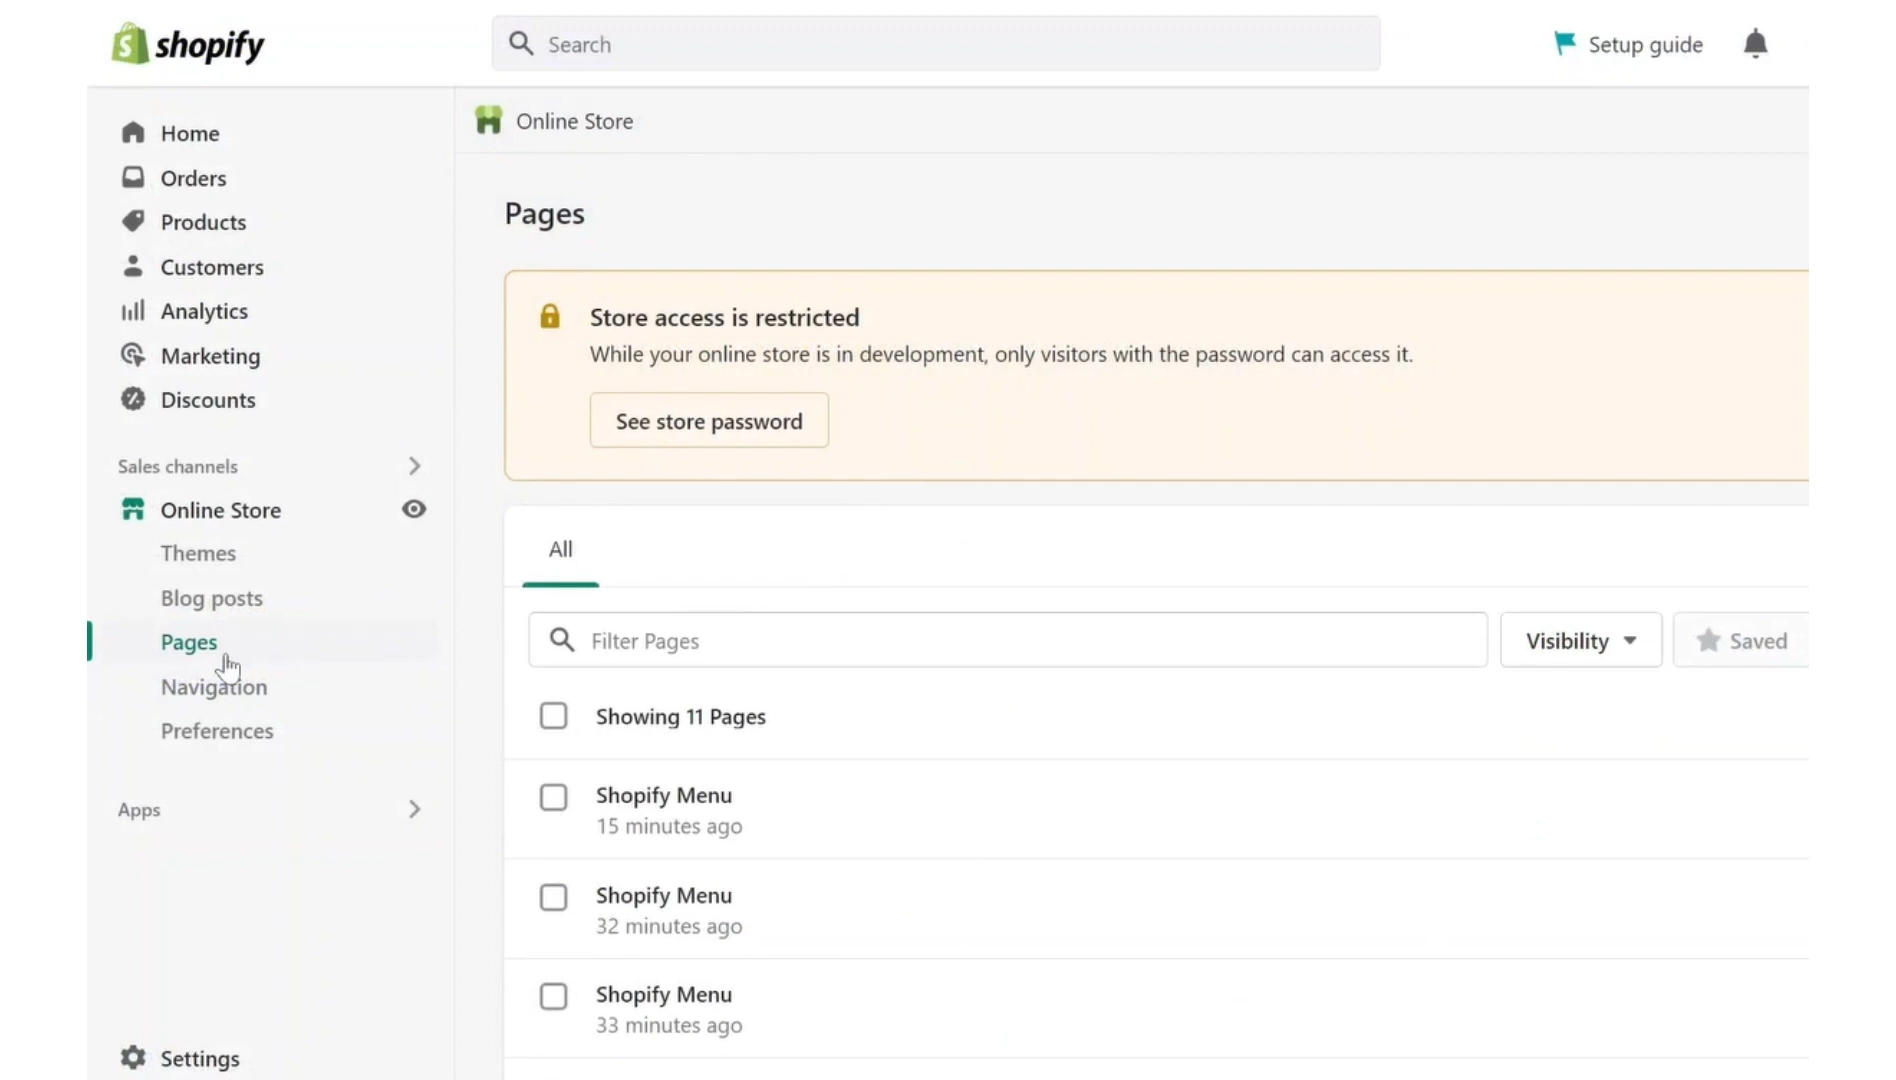 shopify
Search
Setup guide
Home
Orders
Products
Customers
Analytics
Marketing
Discounts
Sales channels
Online Store
Themes
Blog posts
Pages
Navigation
Preferences
Apps
Settings
Online Store
Pages
Store access is restricted
While your online store is in development, only visitors with the password can access it.
See store password
All
Filter Pages
Visibility
Saved
Showing 11 Pages
Shopify Menu
15 minutes ago
Shopify Menu
32 minutes ago
Shopify Menu
33 minutes ago